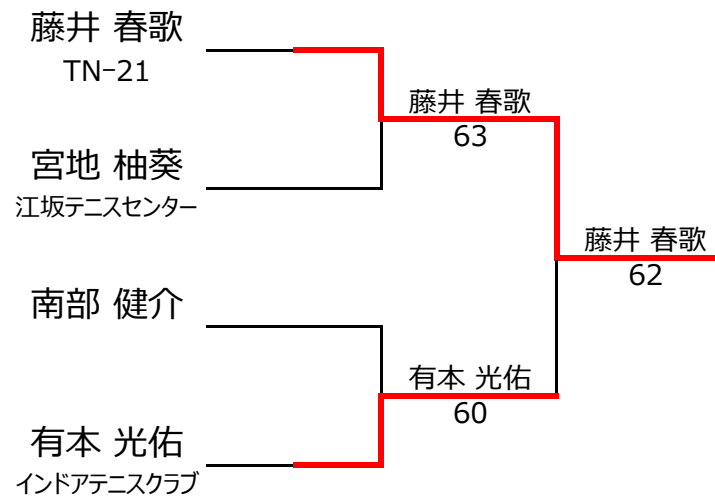 藤井 春歌
TN-21
宮地 柚葵
江坂テニスセンター
南部 健介
有本 光佑
インドアテニスクラブ
藤井 春歌
63
有本 光佑
60
藤井 春歌
62